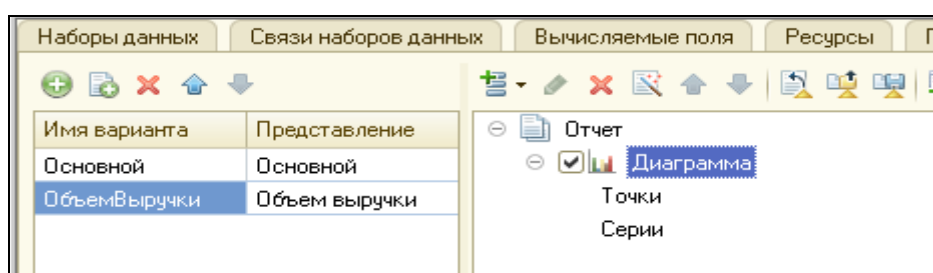 Наборы данных Связи наборов данных Вычисляемые поля Ресурсы
Имя варианта Представление
Основной Основной
ОбъемВыручки Объем выручки
Отчет
Диаграмма
Точки
Серии